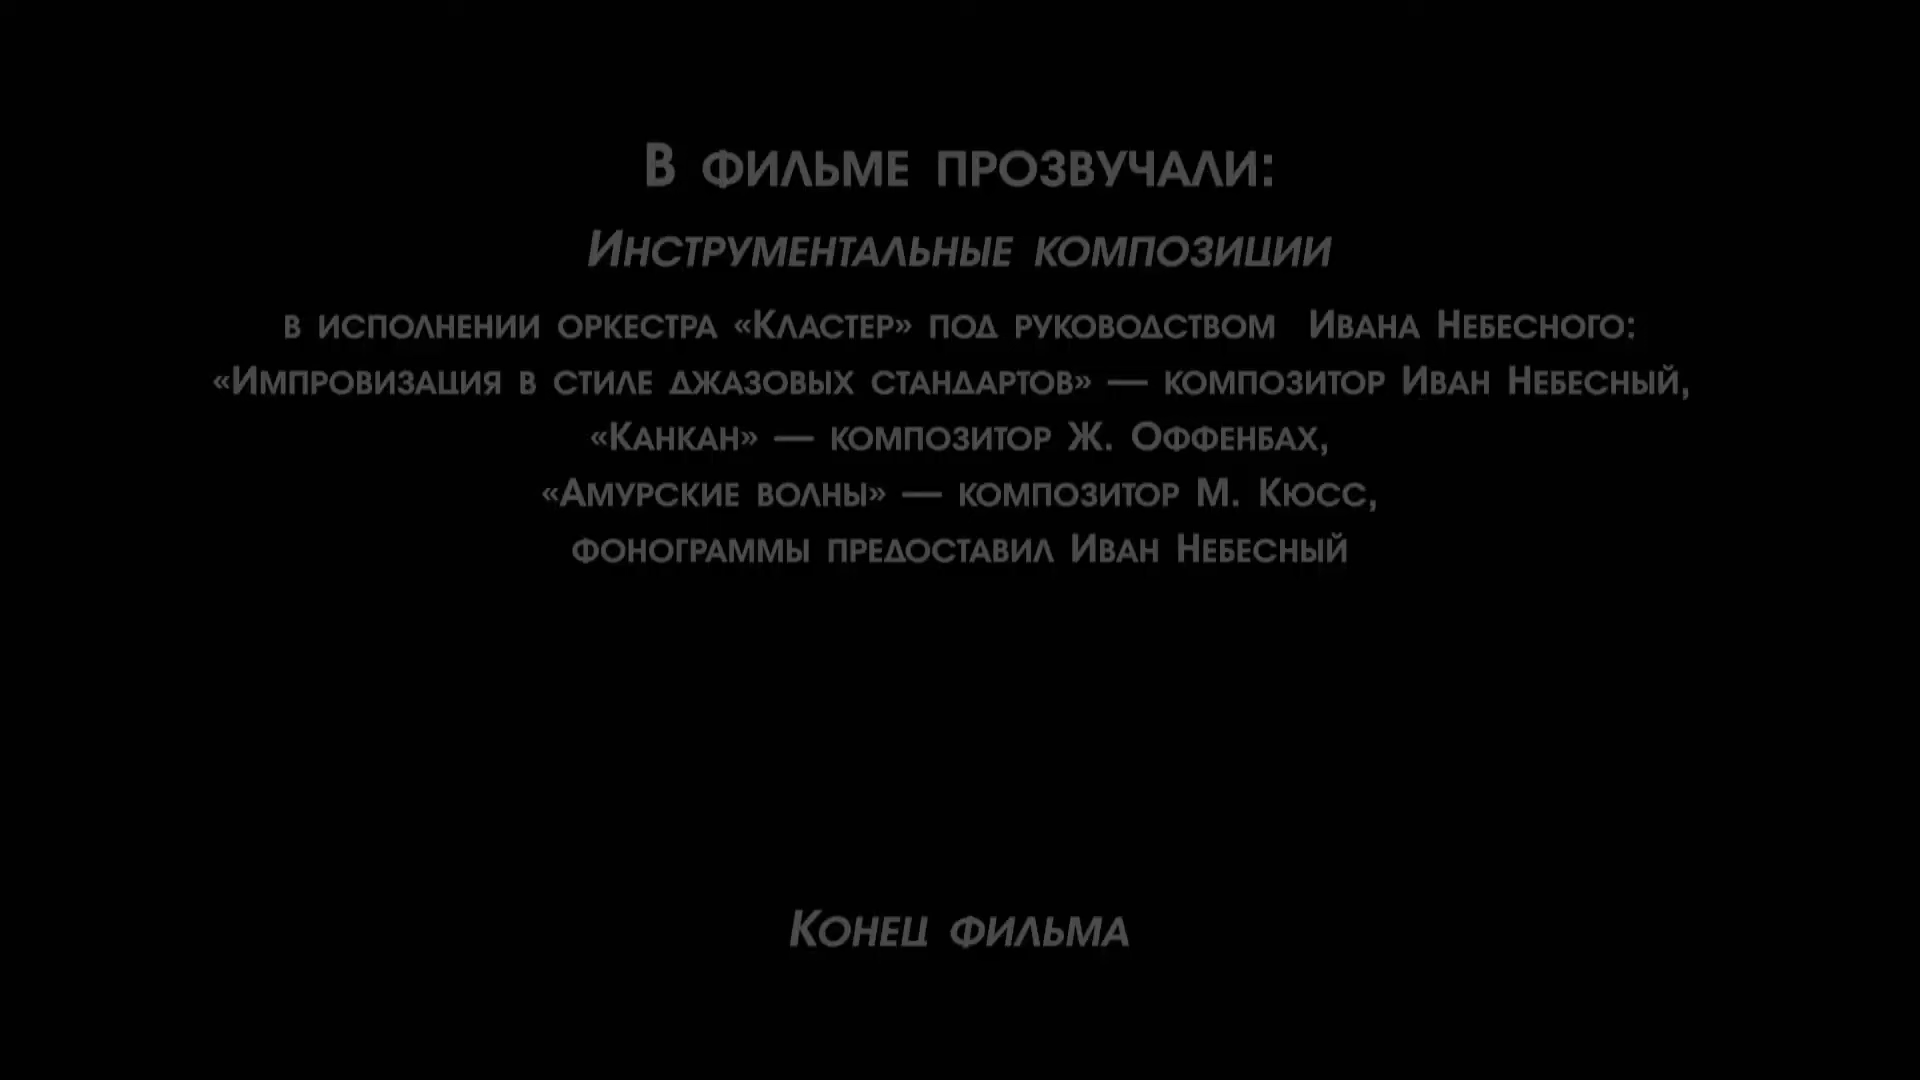 В фильме прозвучали:
Инструментальные композиции
в исполнении оркестра «Кластер» под руководством Ивана Небесного:
«Импровизация в стиле джазовых стандартов» — композитор Иван Небесный,
«Канкан» — композитор Ж. Оффенбах,
«Амурские волны» — композитор М. Кюсс,
фонограммы предоставил Иван Небесный
Конец фильма